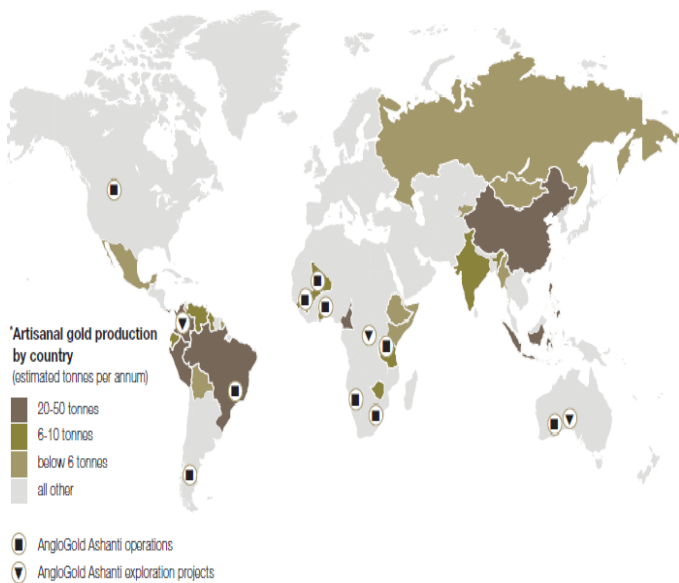 *Artisanal gold production
by country
(estimated tonnes per annum)
20-50 tonnes
6-10 tonnes
below 6 tonnes
all other
AngloGold Ashanti operations
AngloGold Ashanti exploration projects